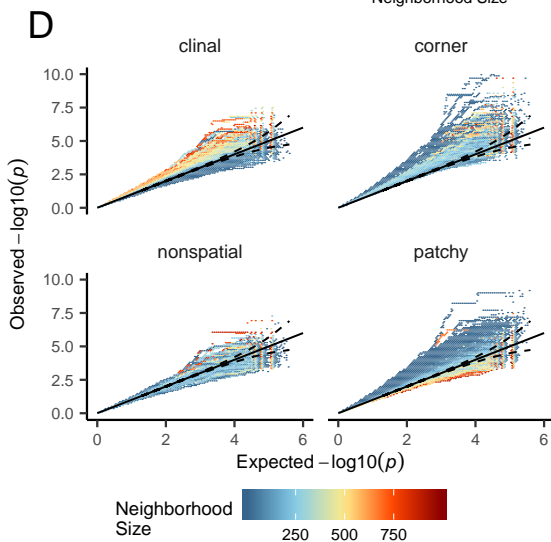 Neighborhood Size
D
clinal
corner
10.0
7.5
5.0
2.5
0.0
nonspatial
patchy
10.0
7.5
5.0
2.5
0.0
0 2 4 6 0 2 4 6
Observed −log10(p)
Expected −log10(p)
Neighborhood
Size
250 500 750